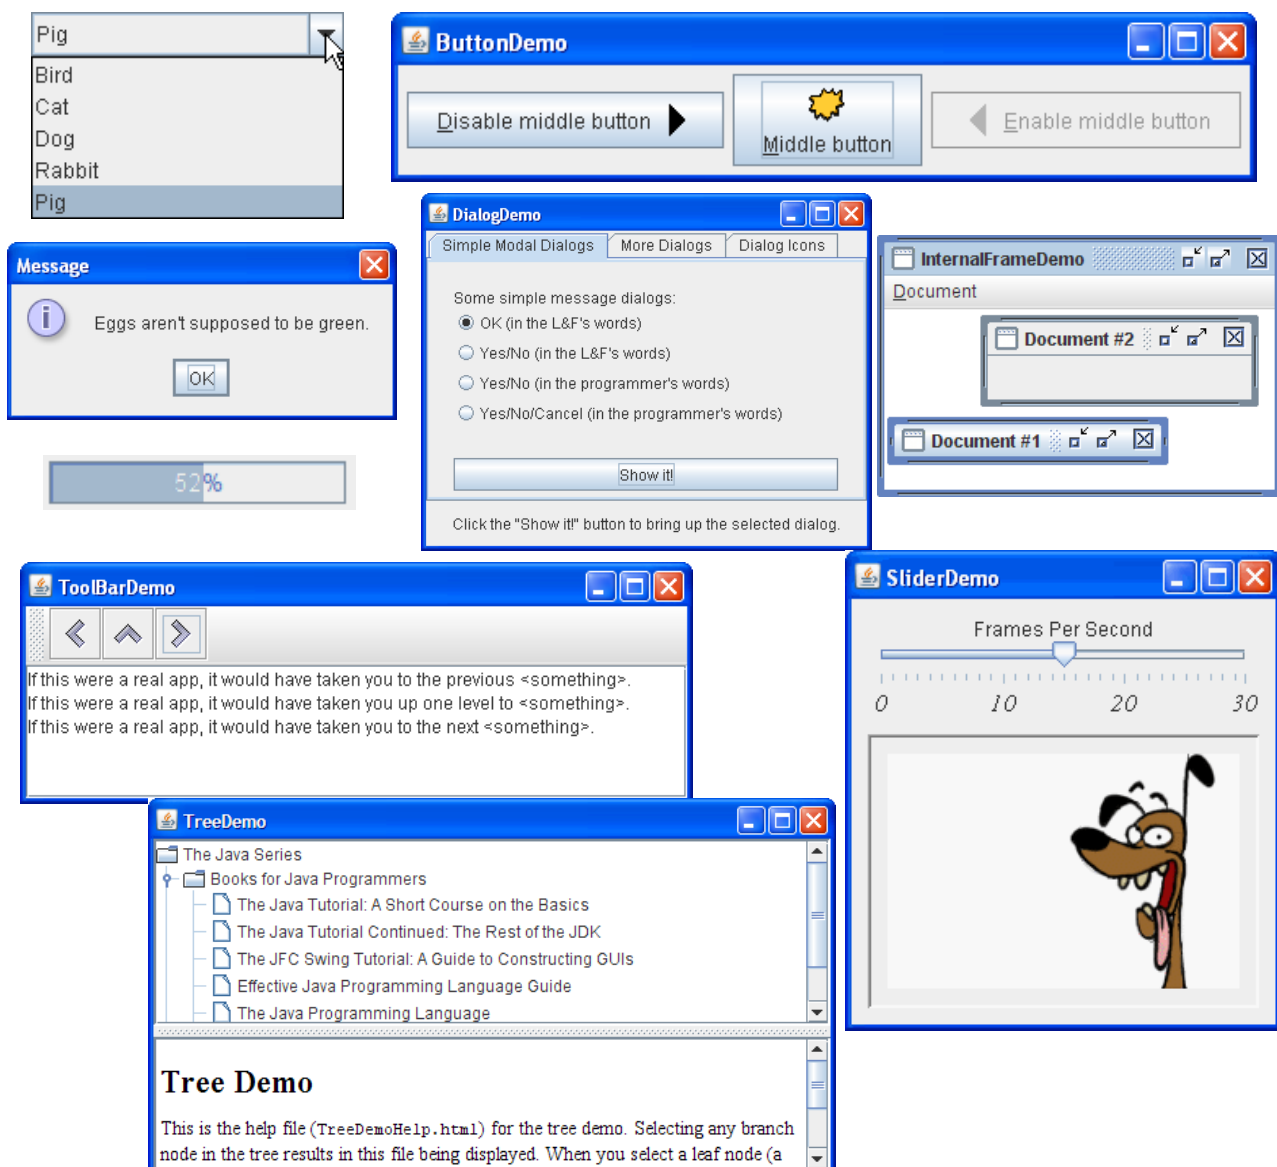 Pig
Bird
Cat
Dog
Rabbit
Pig
ButtonDemo
Disable middle button
Middle button
Enable middle button
Message
Eggs aren't supposed to be green.
OK
52%
DialogDemo
Simple Modal Dialogs
More Dialogs
Dialog Icons
Some simple message dialogs:
OK (in the L&F's words)
Yes/No (in the L&F's words)
Yes/No (in the programmer's words)
Yes/No/Cancel (in the programmer's words)
Show it!
Click the "Show it!" button to bring up the selected dialog.
InternalFrameDemo
Document
Document #2
Document #1
ToolBarDemo
If this were a real app, it would have taken you to the previous <something>.
If this were a real app, it would have taken you up one level to <something>.
If this were a real app, it would have taken you to the next <something>.
SliderDemo
Frames Per Second
0 10 20 30
TreeDemo
The Java Series
Books for Java Programmers
The Java Tutorial: A Short Course on the Basics
The Java Tutorial Continued: The Rest of the JDK
The JFC Swing Tutorial: A Guide to Constructing GUIs
Effective Java Programming Language Guide
The Java Programming Language
Tree Demo
This is the help file (TreeDemoHelp.html) for the tree demo. Selecting any branch
node in the tree results in this file being displayed. When you select a leaf node (a